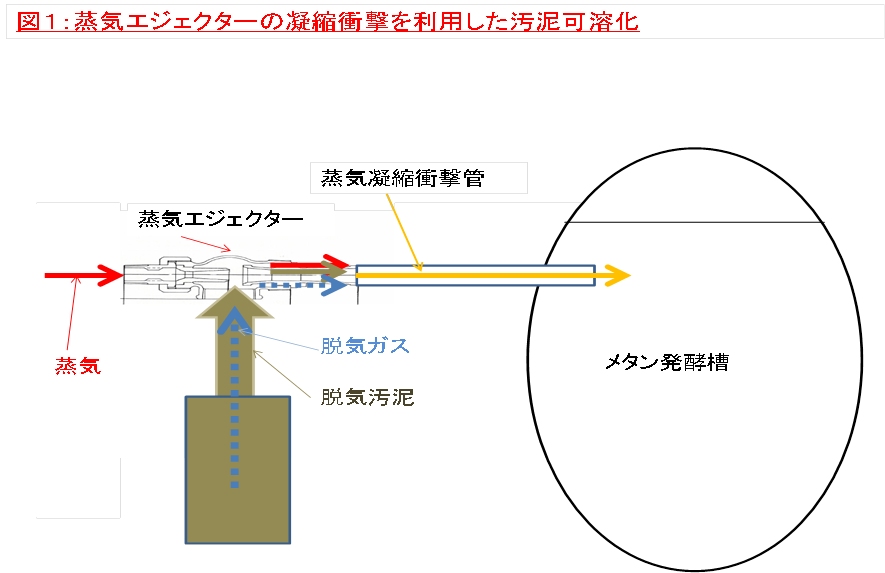 図１：蒸気エジェクターの凝縮衝撃を利用した汚泥可溶化
蒸気凝縮衝撃管
蒸気エジェクター
脱気ガス
蒸気
メタン発酵槽
脱気汚泥